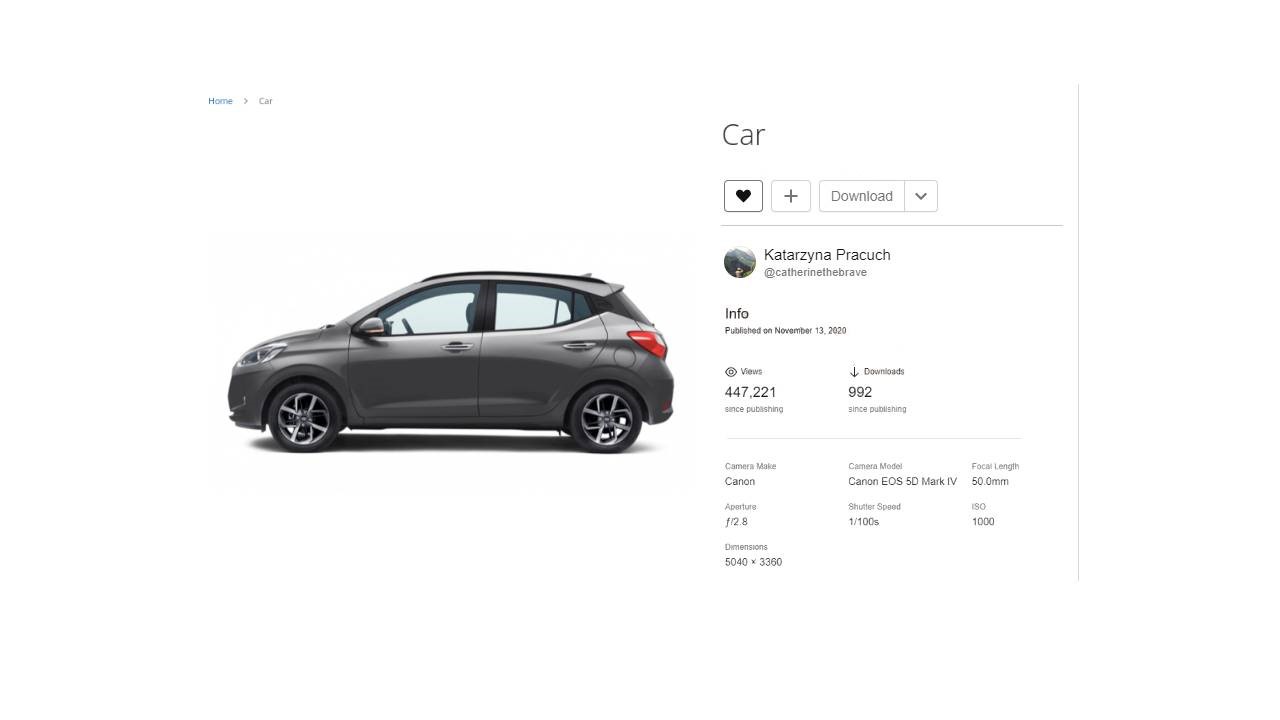 Home > Car
Car
Download
Katarzyna Pracuch
@catherinethebrave
Info
Published on November 13, 2020
Views Downloads
447,221 992
since publishing since publishing
Camera Make Camera Model Focal Length
Canon Canon EOS 5D Mark IV 50.0mm
Aperture Shutter Speed ISO
ƒ/2.8 1/100s 1000
Dimensions
5040 × 3360